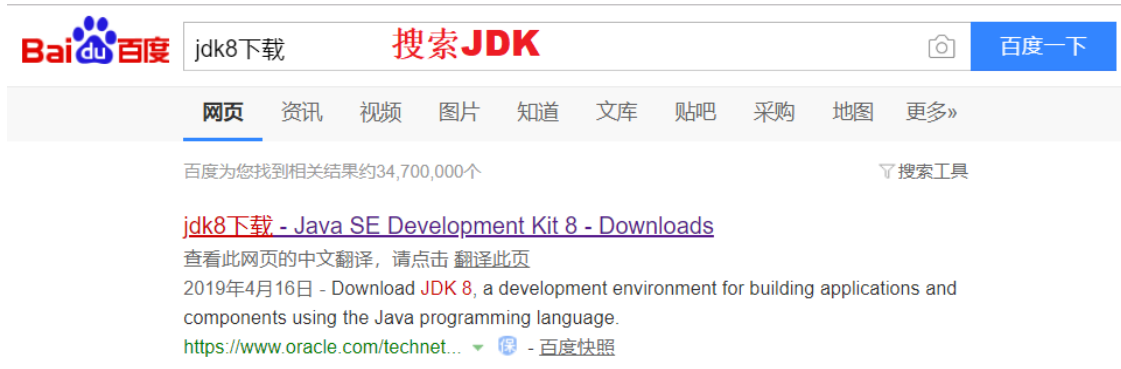 Bai du 百度 jdk8下载 搜索JDK 百度一下
网页 资讯 视频 图片 知道 文库 贴吧 采购 地图 更多»
百度为您找到相关结果约34,700,000个 搜索工具
jdk8下载 - Java SE Development Kit 8 - Downloads
查看此网页的中文翻译，请点击 翻译此页
2019年4月16日 - Download JDK 8, a development environment for building applications and
components using the Java programming language.
https://www.oracle.com/technet... 保 - 百度快照